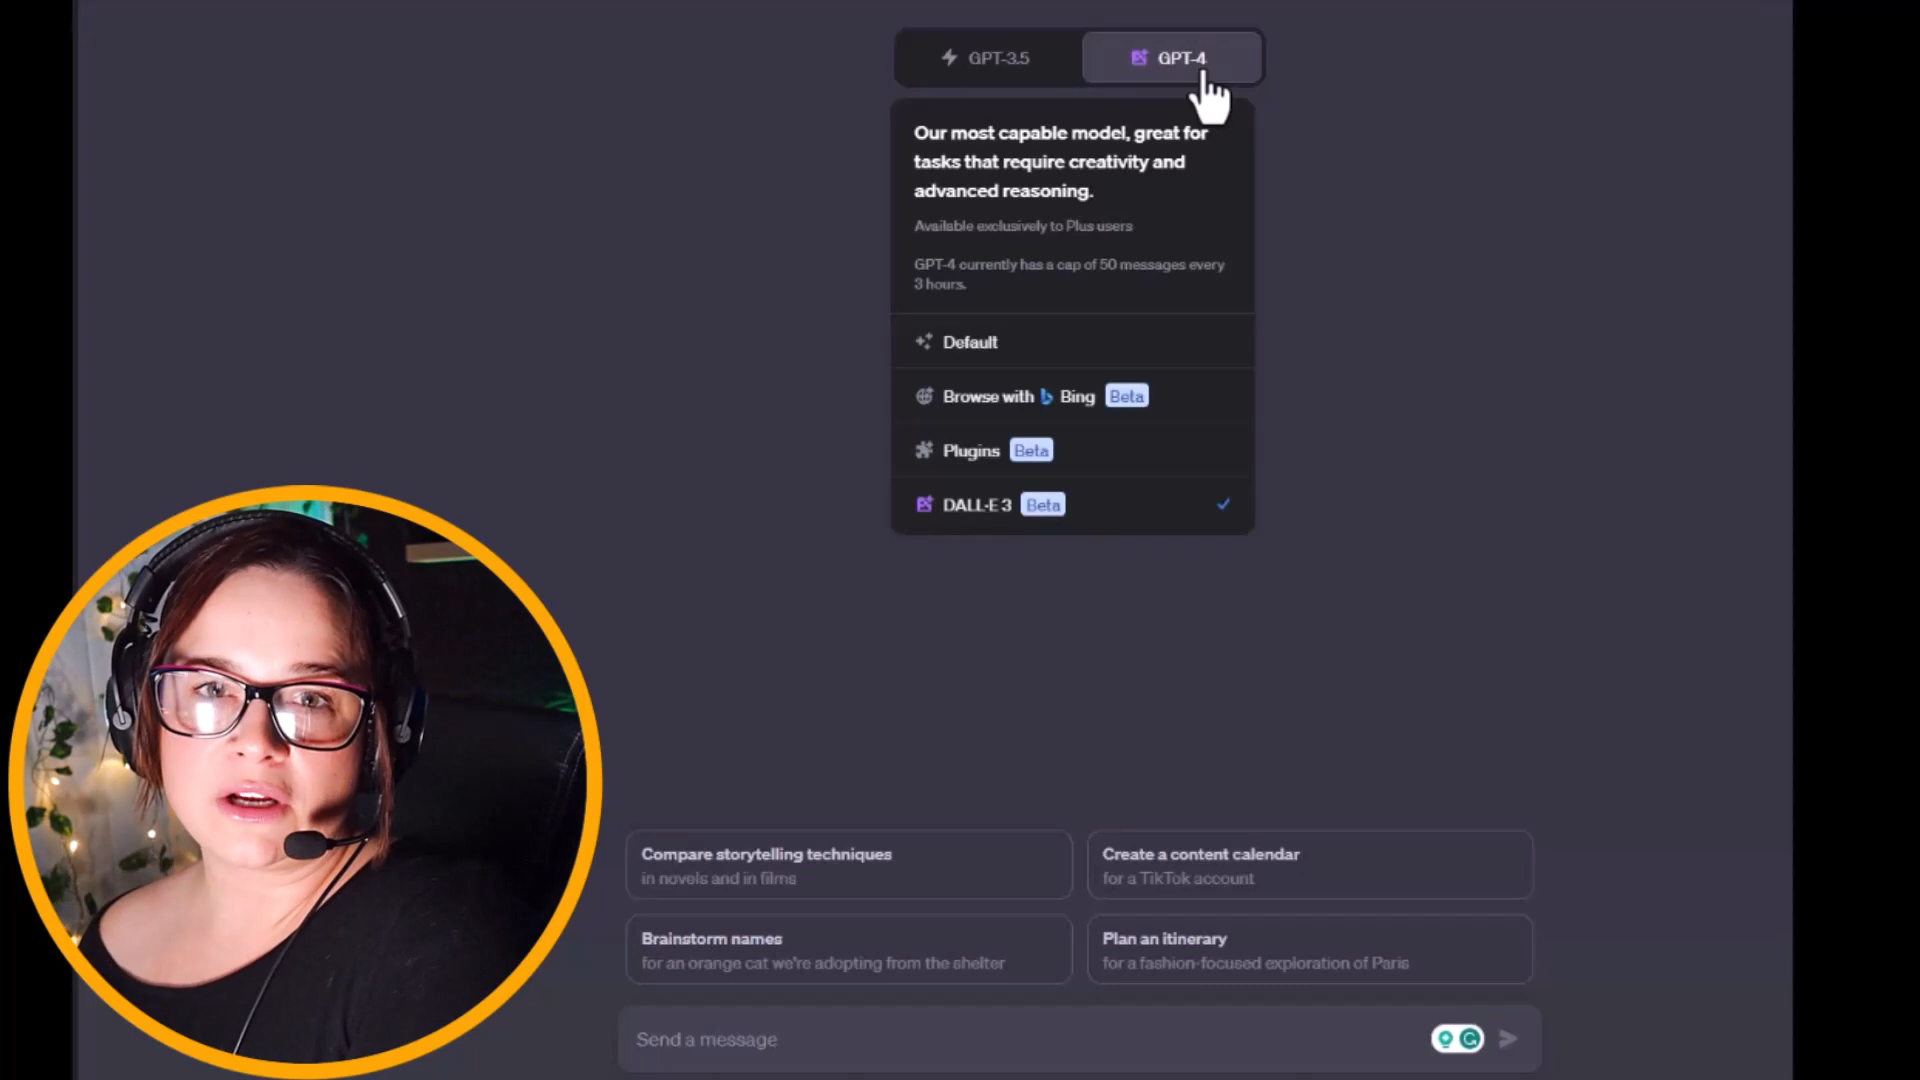 GPT-3.5
GPT-4
Our most capable model, great for
tasks that require creativity and
advanced reasoning.
Available exclusively to Plus users
GPT-4 currently has a cap of 50 messages every
3 hours.
Default
Browse with Bing Beta
Plugins Beta
DALL·E 3 Beta
Compare storytelling techniques
in novels and in films
Create a content calendar
for a TikTok account
Brainstorm names
for an orange cat we're adopting from the shelter
Plan an itinerary
for a fashion-focused exploration of Paris
Send a message